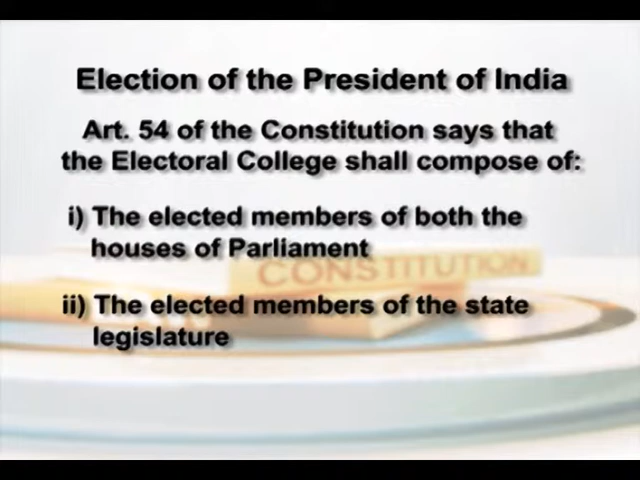 Election of the President of India
Art. 54 of the Constitution says that
the Electoral College shall compose of:
i) The elected members of both the
houses of Parliament
CONSTITUTION
ii) The elected members of the state
legislature